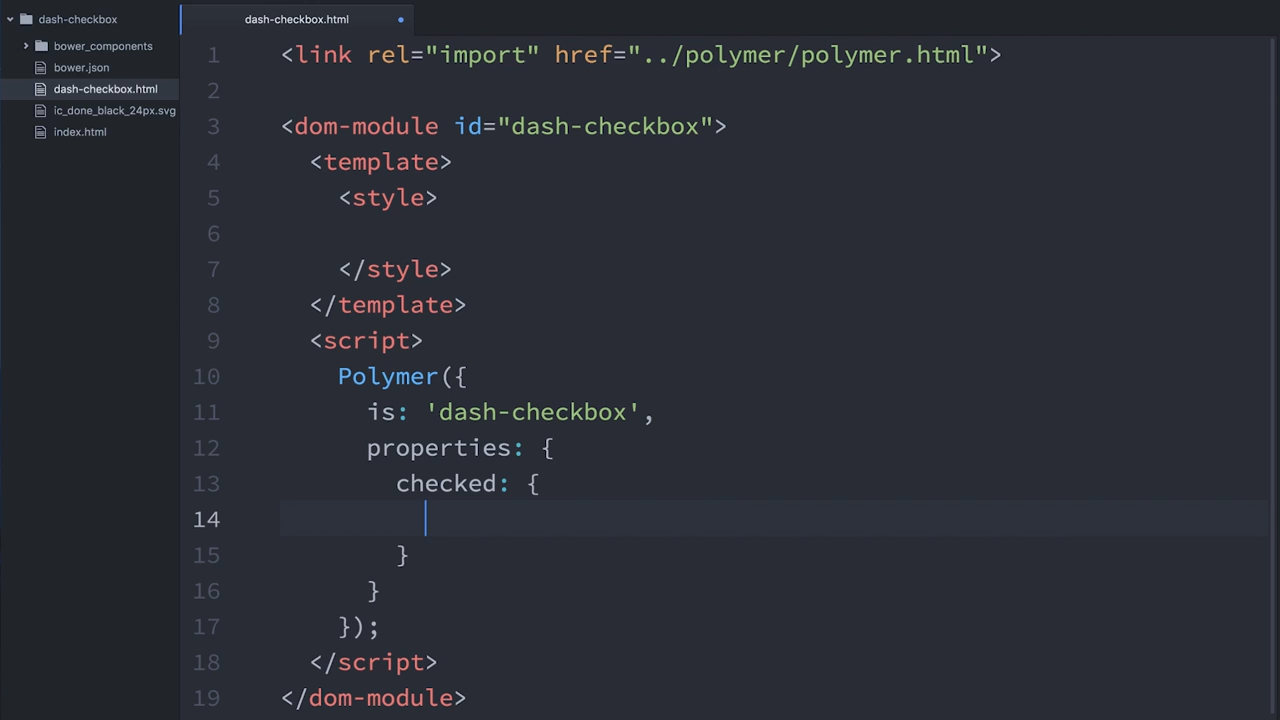 dash-checkbox
bower_components
bower.json
dash-checkbox.html
ic_done_black_24px.svg
index.html
dash-checkbox.html
1 <link rel="import" href="../polymer/polymer.html">
2
3 <dom-module id="dash-checkbox">
4   <template>
5     <style>
6
7     </style>
8   </template>
9   <script>
10     Polymer({
11       is: 'dash-checkbox',
12       properties: {
13         checked: {
14
15         }
16       }
17     });
18   </script>
19 </dom-module>